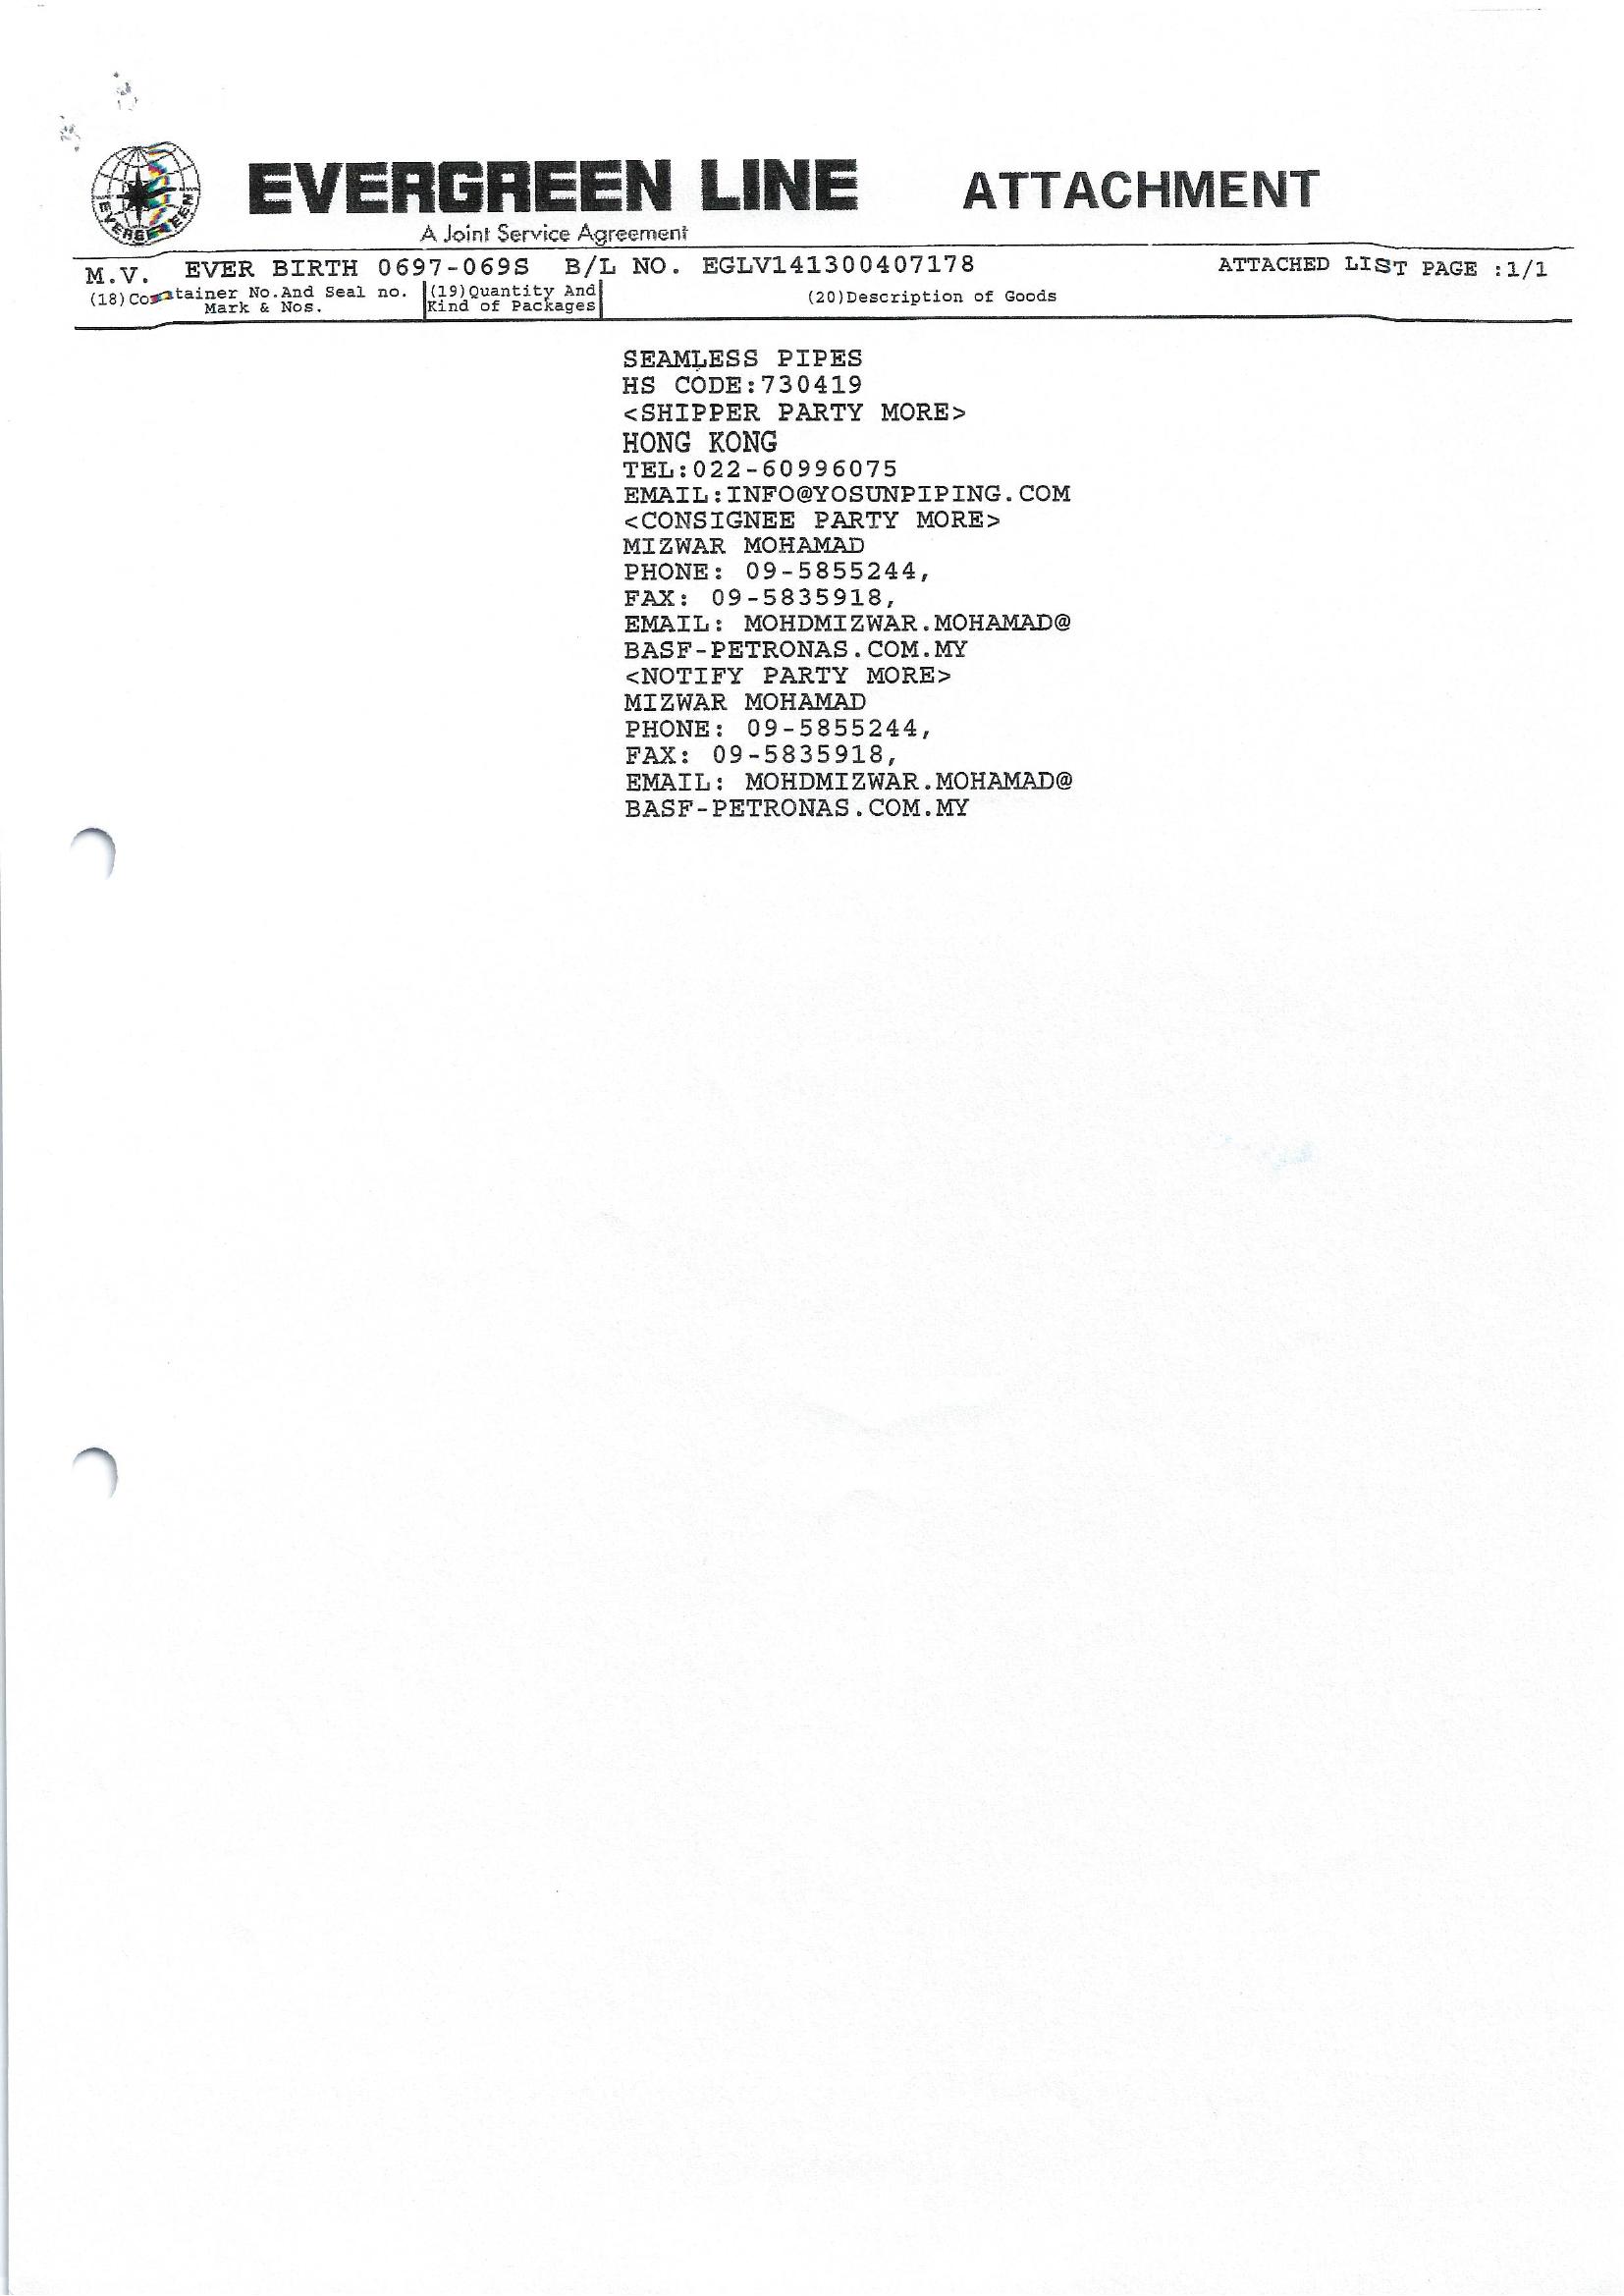 EVERGREEN
EVERGREEN LINE ATTACHMENT
A Joint Service Agreement
M.V. EVER BIRTH 0697-069S B/L NO. EGLV141300407178 ATTACHED LIST PAGE :1/1
(18)Container No.And Seal no. (19)Quantity And (20)Description of Goods
Mark & Nos. Kind of Packages
SEAMLESS PIPES
HS CODE:730419
<SHIPPER PARTY MORE>
HONG KONG
TEL:022-60996075
EMAIL:INFO@YOSUNPIPING.COM
<CONSIGNEE PARTY MORE>
MIZWAR MOHAMAD
PHONE: 09-5855244,
FAX: 09-5835918,
EMAIL: MOHDMIZWAR.MOHAMAD@
BASF-PETRONAS.COM.MY
<NOTIFY PARTY MORE>
MIZWAR MOHAMAD
PHONE: 09-5855244,
FAX: 09-5835918,
EMAIL: MOHDMIZWAR.MOHAMAD@
BASF-PETRONAS.COM.MY